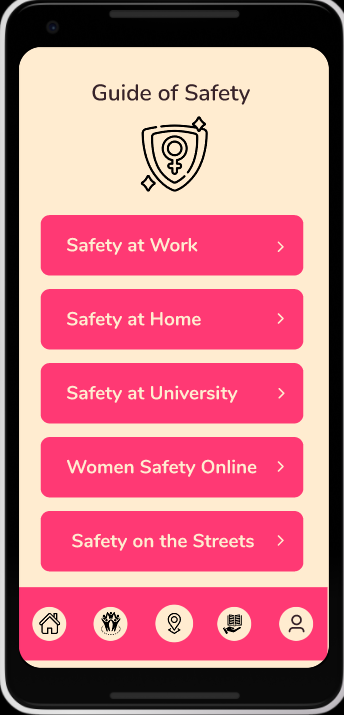 Guide of Safety
Safety at Work
Safety at Home
Safety at University
Women Safety Online
Safety on the Streets